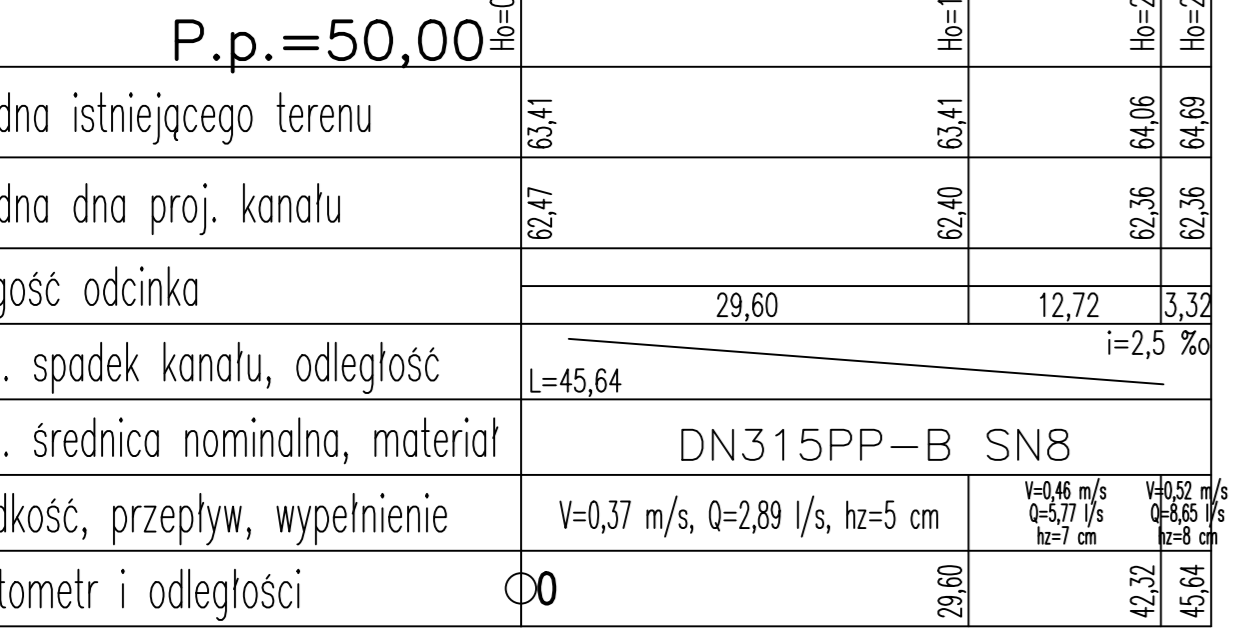 P.p.=50,00
dna istniejącego terenu 63,41 63,41 64,06 64,69
dna dna proj. kanału 62,47 62,40 62,36 62,36
gość odcinka 29,60 12,72 3,32
. spadek kanału, odległość L=45,64 i=2,5 %o
. średnica nominalna, materiał DN315PP-B SN8
dkość, przepływ, wypełnienie V=0,37 m/s, Q=2,89 l/s, hz=5 cm
V=0,46 m/s
Q=5,77 l/s
hz=7 cm
V=0,52 m/s
Q=8,65 l/s
hz=8 cm
tometr i odległości 0 29,60 42,32 45,64